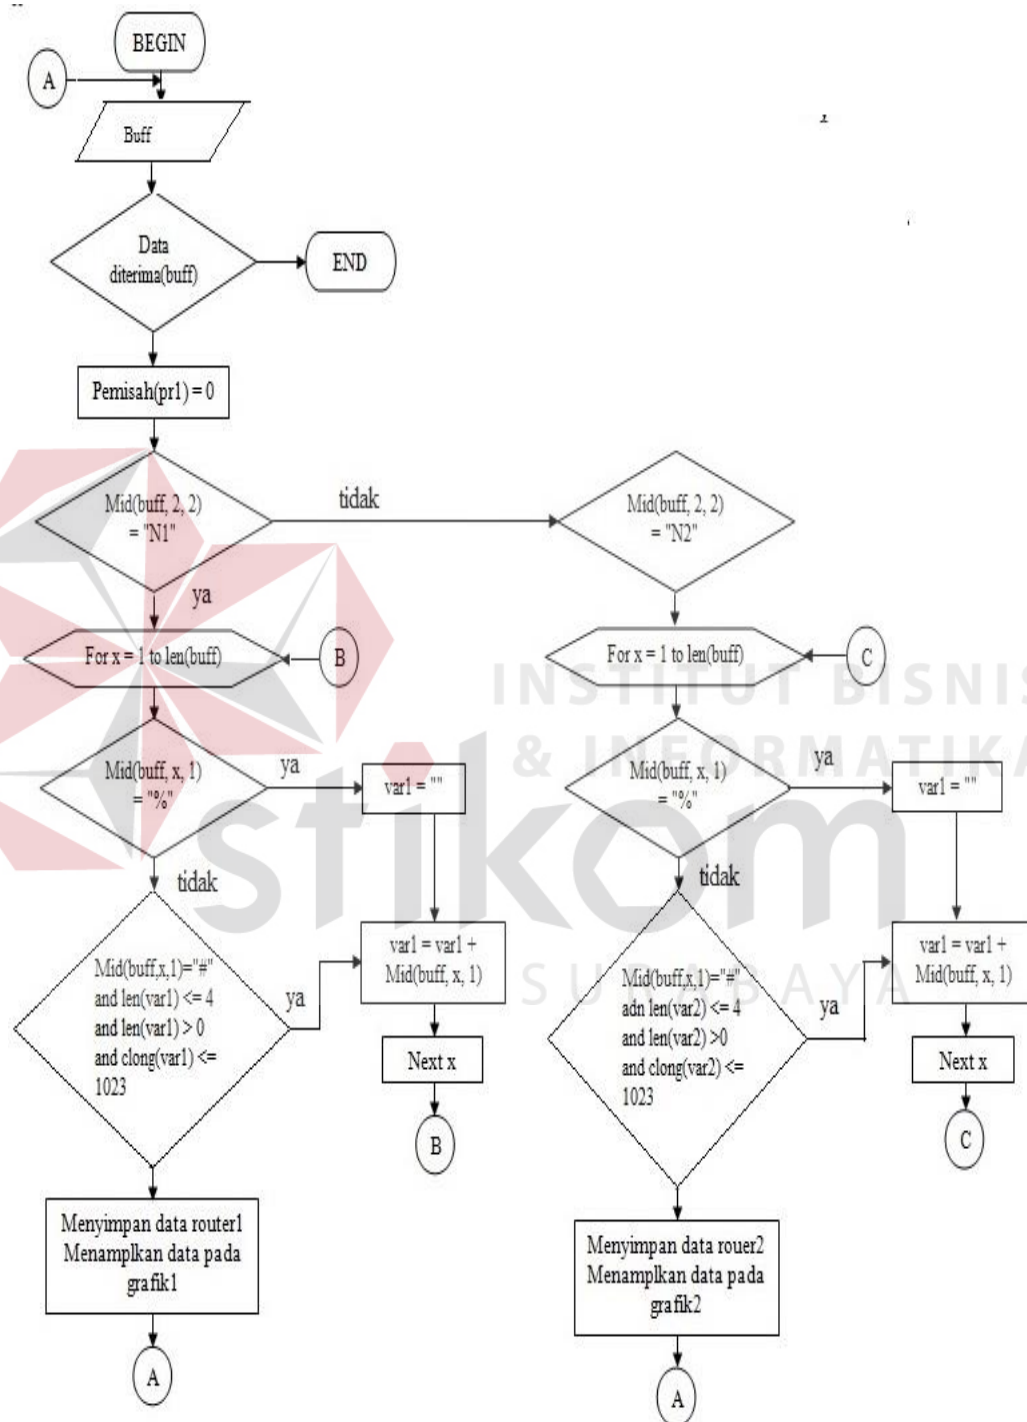 BEGIN
A
Buff
Data
diterima(buff)
END
Pemisah(pr1) = 0
Mid(buff, 2, 2)
= "N1"
tidak
Mid(buff, 2, 2)
= "N2"
ya
For x = 1 to len(buff)
B
For x = 1 to len(buff)
C
INSTITUT BISNIS
& INFORMATIKA
stikom
SURABAYA
Mid(buff, x, 1)
= "%"
ya
var1 = ""
Mid(buff, x, 1)
= "%"
ya
var1 = ""
tidak
tidak
Mid(buff,x,1)="#"
and len(var1) <= 4
and len(var1) > 0
and clong(var1) <=
1023
ya
var1 = var1 +
Mid(buff, x, 1)
Next x
B
Mid(buff,x,1)="#"
adn len(var2) <= 4
and len(var2) >0
and clong(var2) <=
1023
ya
var1 = var1 +
Mid(buff, x, 1)
Next x
C
Menyimpan data router1
Menamplkan data pada
grafik1
A
Menyimpan data rouer2
Menamplkan data pada
grafik2
A